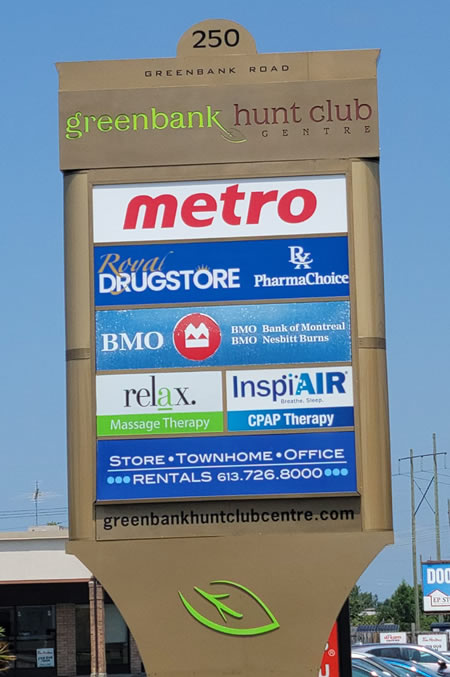 250
GREENBANK ROAD
greenbank hunt club
CENTRE
metro
Royal
DRUGSTORE
Rx
PharmaChoice
BMO
BMO Bank of Montreal
BMO Nesbitt Burns
relax.
Massage Therapy
InspiAIR
Breathe. Sleep.
CPAP Therapy
STORE • TOWNHOME • OFFICE
RENTALS 613.726.8000
greenbankhuntclubcentre.com